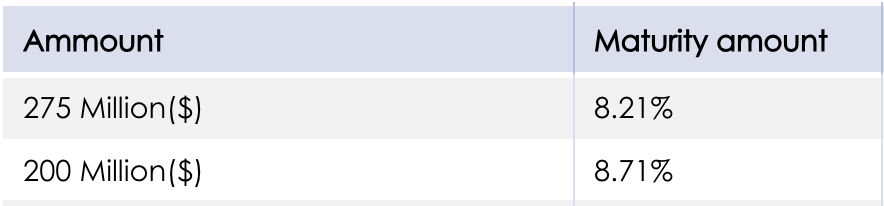 Ammount Maturity amount
275 Million($) 8.21%
200 Million($) 8.71%